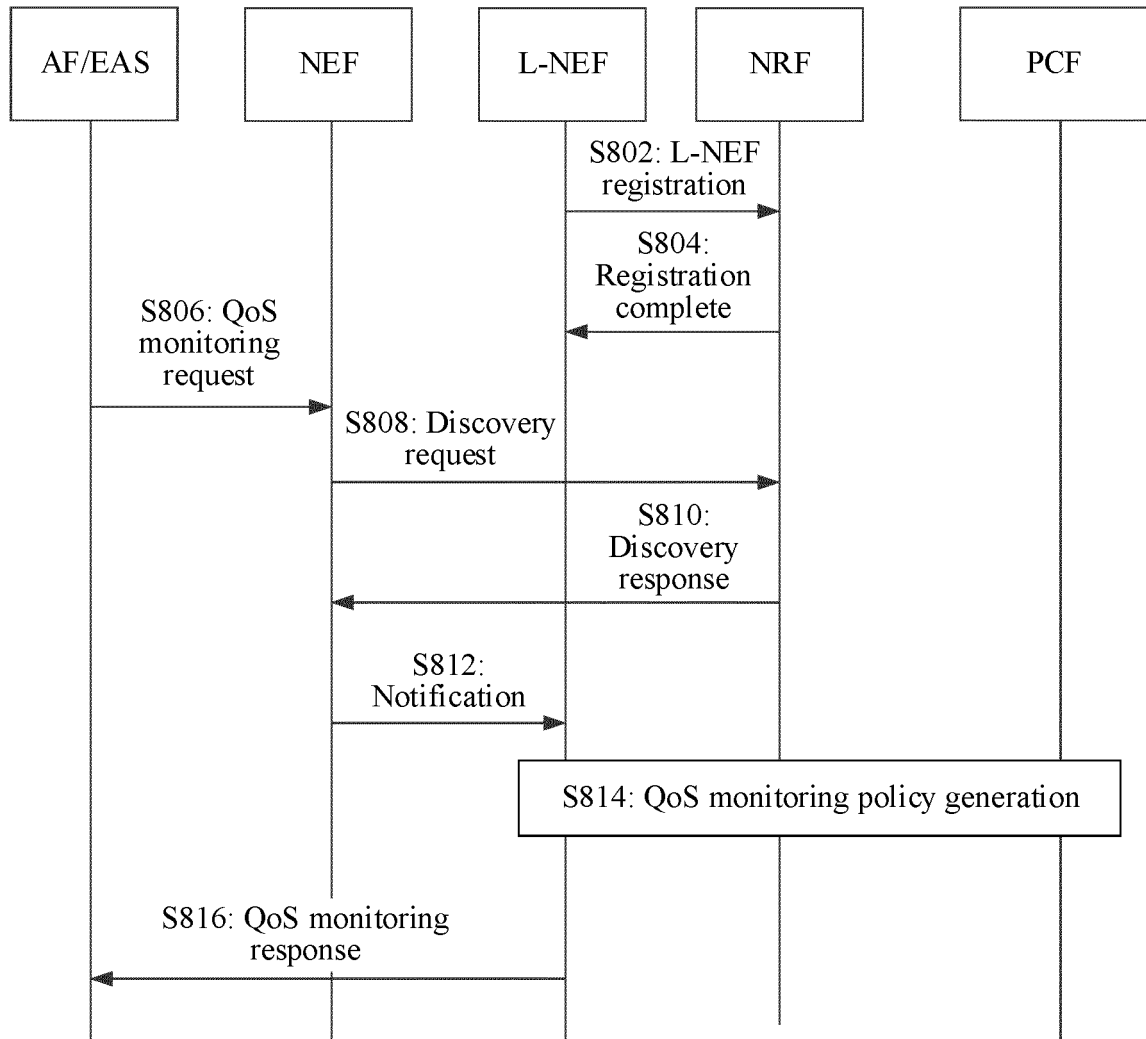 AF/EAS
NEF
L-NEF
NRF
PCF
S802: L-NEF
registration
S804:
Registration
complete
S806: QoS
monitoring
request
S808: Discovery
request
S810:
Discovery
response
S812:
Notification
S814: QoS monitoring policy generation
S816: QoS monitoring
response